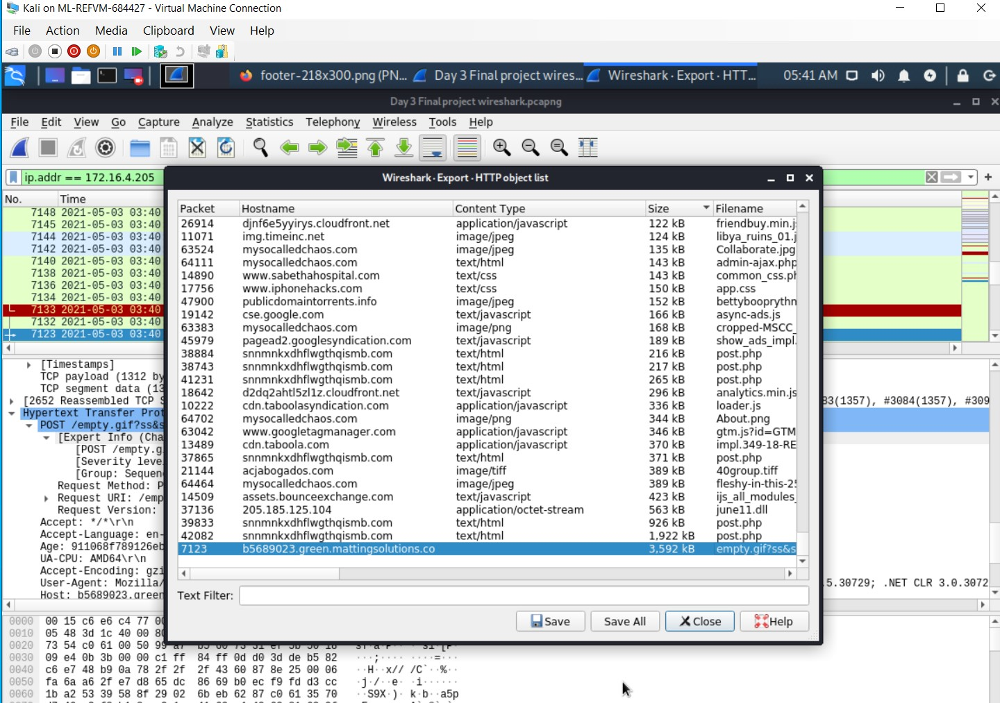 Kali on ML-REFVM-684427 - Virtual Machine Connection
File Action Media Clipboard View Help
footer-218x300.png (PN... Day 3 Final project wires... Wireshark · Export · HTT... 05:41 AM
Day 3 Final project wireshark.pcapng
File Edit View Go Capture Analyze Statistics Telephony Wireless Tools Help
ip.addr == 172.16.4.205
No. Time
7148 2021-05-03 03:40
7145 2021-05-03 03:40
7144 2021-05-03 03:40
7142 2021-05-03 03:40
7140 2021-05-03 03:40
7138 2021-05-03 03:40
7136 2021-05-03 03:40
7134 2021-05-03 03:40
7133 2021-05-03 03:40
7132 2021-05-03 03:40
7123 2021-05-03 03:40
[Timestamps]
TCP payload (1312 by
TCP segment data (13
[2652 Reassembled TCP S 83(1357), #3084(1357), #309
Hypertext Transfer Prot
POST /empty.gif?ss&s
[Expert Info (Cha
[POST /empty.g
[Severity leve
[Group: Sequen
Request Method: P
Request URI: /emp
Request Version:
Accept: */*\r\n
Accept-Language: en-
Age: 911068f789126eb
UA-CPU: AMD64\r\n
Accept-Encoding: gzi
User-Agent: Mozilla/ .5.30729; .NET CLR 3.0.3072
Host: b5689023.green
Wireshark · Export · HTTP object list
Packet Hostname Content Type Size Filename
26914 djnf6e5yyirys.cloudfront.net application/javascript 122 kB friendbuy.min.js
11071 img.timeinc.net image/jpeg 124 kB libya_ruins_01.j
63524 mysocalledchaos.com image/jpeg 135 kB Collaborate.jpg
64111 mysocalledchaos.com text/html 143 kB admin-ajax.php
14890 www.sabethahospital.com text/css 143 kB common_css.ph
17756 www.iphonehacks.com text/css 150 kB app.css
47900 publicdomaintorrents.info image/jpeg 152 kB bettybooprythn
19142 cse.google.com text/javascript 166 kB async-ads.js
63383 mysocalledchaos.com image/png 168 kB cropped-MSCC_
45979 pagead2.googlesyndication.com text/javascript 189 kB show_ads_impl.
38884 snnmnkxdhflwgthqismb.com text/html 216 kB post.php
38743 snnmnkxdhflwgthqismb.com text/html 217 kB post.php
41231 snnmnkxdhflwgthqismb.com text/html 265 kB post.php
18642 d2dq2ahtl5zl1z.cloudfront.net text/javascript 296 kB analytics.min.js
10222 cdn.taboolasyndication.com application/javascript 336 kB loader.js
64702 mysocalledchaos.com image/png 344 kB About.png
63042 www.googletagmanager.com application/javascript 346 kB gtm.js?id=GTM
13489 cdn.taboola.com application/javascript 370 kB impl.349-18-RE
37865 snnmnkxdhflwgthqismb.com text/html 371 kB post.php
21144 acjabogados.com image/tiff 389 kB 40group.tiff
64464 mysocalledchaos.com image/jpeg 389 kB fleshy-in-this-25
14509 assets.bounceexchange.com text/javascript 423 kB ijs_all_modules_
37136 205.185.125.104 application/octet-stream 563 kB june11.dll
39833 snnmnkxdhflwgthqismb.com text/html 926 kB post.php
42082 snnmnkxdhflwgthqismb.com text/html 1,922 kB post.php
7123 b5689023.green.mattingsolutions.co 3,592 kB empty.gif?ss&s
Text Filter:
Save Save All Close Help
0000 00 15 c6 e6 c4 77 00
0010 05 48 3d 1c 40 00 80
0020 73 54 c0 61 00 50 99
0030 09 e4 0b 3b 00 00 c1 ff 84 ff 0d d0 3d de b5 82 ···;···· ····=···
0040 c6 e7 48 b9 0a 78 2f 2f 2f 43 60 87 8e 25 00 06 ··H··x// /C`··%··
0050 fa 6a a6 2f e7 d8 65 dc 86 69 b0 ec f9 fd d3 cc ·j·/··e· ·i······
0060 1b a2 53 39 58 8f 29 02 6b eb 62 87 c0 61 35 70 ··S9X·)· k·b··a5p